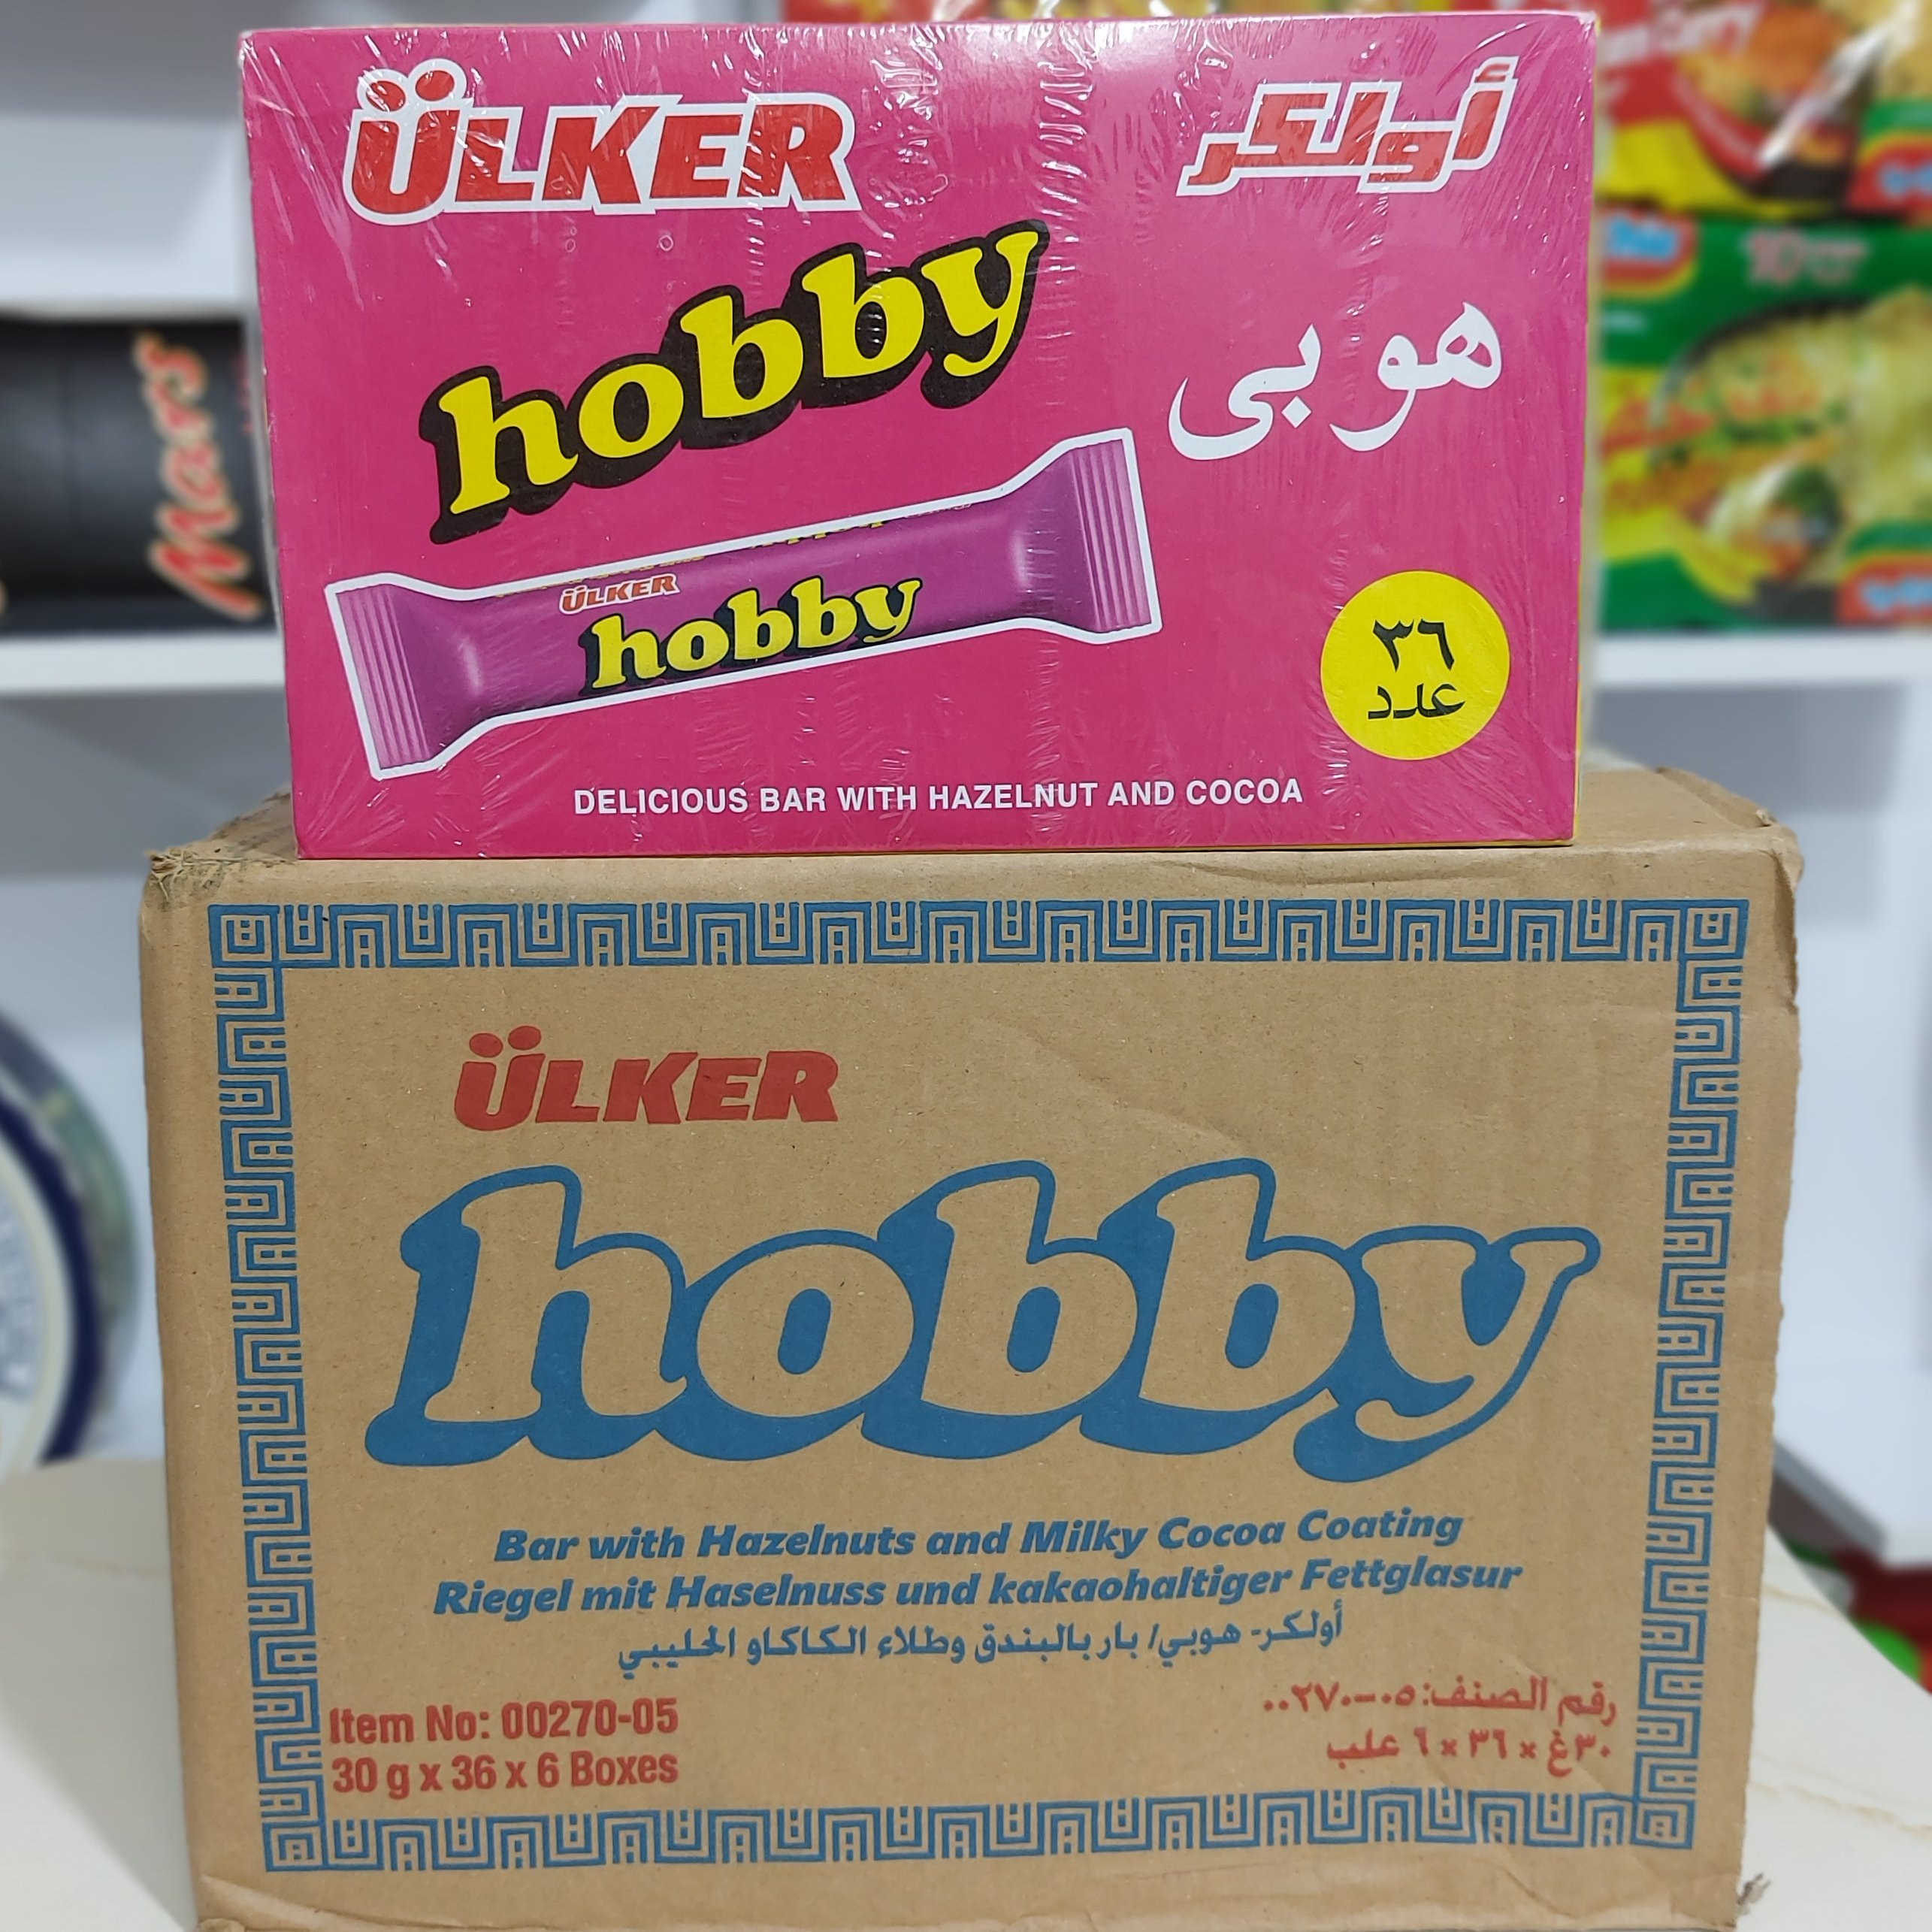 ÜLKER
أولكر
hobby
هوبی
ÜLKER
hobby
٣٦
عدد
DELICIOUS BAR WITH HAZELNUT AND COCOA
Mars
ÜLKER
hobby
Bar with Hazelnuts and Milky Cocoa Coating
Riegel mit Haselnuss und kakaohaltiger Fettglasur
أولكر- هوبي/ بار بالبندق وطلاء الكاكاو الحليبي
Item No: 00270-05
30 g x 36 x 6 Boxes
رقم الصنف: ٠٥-٠٠٢٧٠
٣٠غ × ٣٦ × ٦ علب